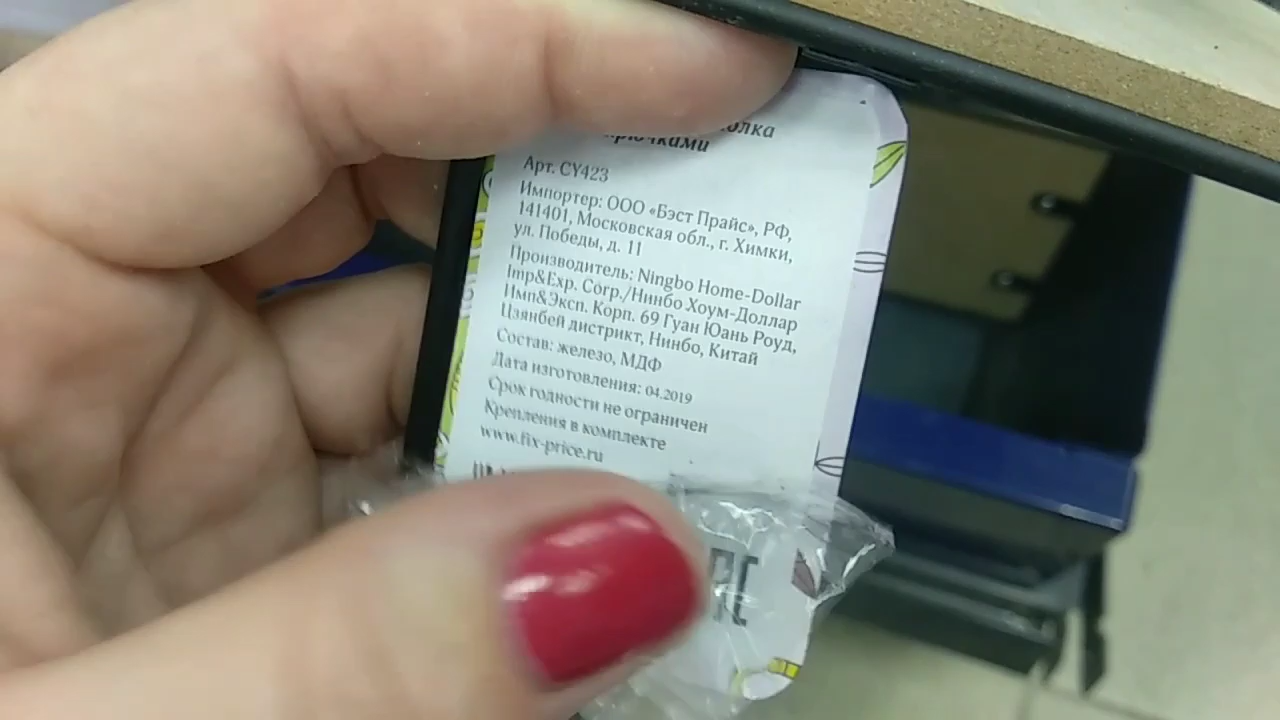 Арт. CY423
Импортер: ООО «Бэст Прайс», РФ,
141401, Московская обл., г. Химки,
ул. Победы, д. 11
Производитель: Ningbo Home-Dollar
Imp&Exp. Corp./Нинбо Хоум-Доллар
Имп&Эксп. Корп. 69 Гуан Юань Роуд,
Цзянбей дистрикт, Нинбо, Китай
Состав: железо, МДФ
Дата изготовления: 04.2019
Срок годности не ограничен
Крепления в комплекте
www.fix-price.ru